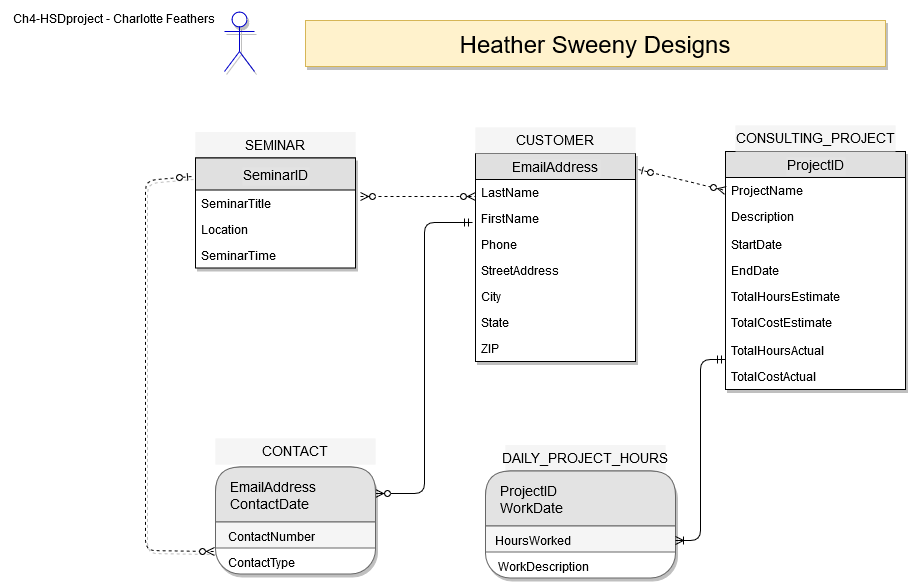 Ch4-HSDproject - Charlotte Feathers
Heather Sweeny Designs
SEMINAR
SeminarID
SeminarTitle
Location
SeminarTime
CUSTOMER
EmailAddress
LastName
FirstName
Phone
StreetAddress
City
State
ZIP
CONSULTING_PROJECT
ProjectID
ProjectName
Description
StartDate
EndDate
TotalHoursEstimate
TotalCostEstimate
TotalHoursActual
TotalCostActual
CONTACT
EmailAddress
ContactDate
ContactNumber
ContactType
DAILY_PROJECT_HOURS
ProjectID
WorkDate
HoursWorked
WorkDescription